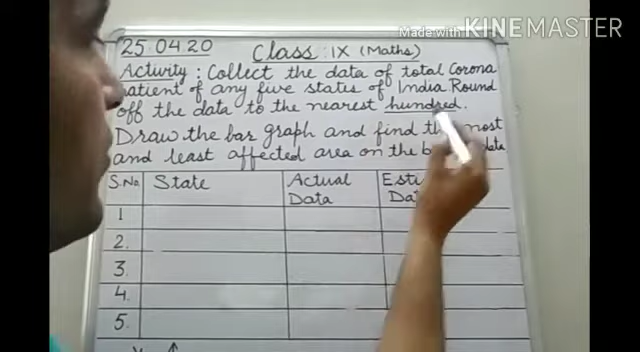 Made with KINEMASTER
25.04.20
Class : IX (Maths)
Activity : Collect the data of total Corona
patient of any five states of India Round
off the data to the nearest hundred.
Draw the bar graph and find the most
and least affected area on the data
S.No State Actual Data
1
2.
3.
4.
5.